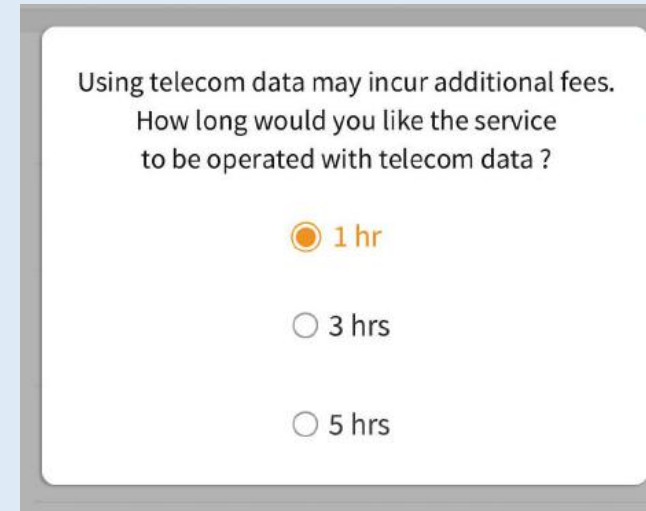 Using telecom data may incur additional fees.
How long would you like the service
to be operated with telecom data ?
1 hr
3 hrs
5 hrs